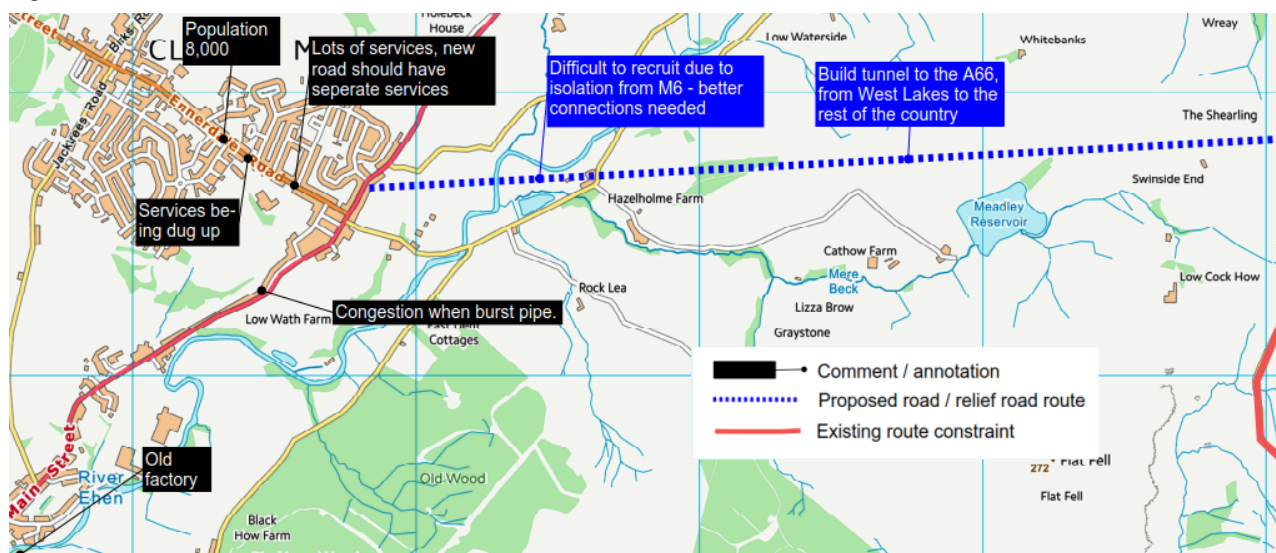 Street
Birks Road
Population
8,000
CL
M
Lots of services, new
road should have
seperate services
House
Low Waterside
Whitebanks
Wreay
Difficult to recruit due to
isolation from M6 - better
connections needed
Build tunnel to the A66,
from West Lakes to the
rest of the country
The Shearling
Jacktrees Road
Ennerdale Road
Services be-
ing dug up
Hazelholme Farm
Swinside End
Meadley
Reservoir
Cathow Farm
Mere
Beck
Low Cock How
Rock Lea
Lizza Brow
Graystone
Low Wath Farm
Congestion when burst pipe.
Cottages
Comment / annotation
Proposed road / relief road route
Existing route constraint
Main Street
Old
factory
River
Ehen
Old Wood
272
Flat Fell
Flat Fell
Black
How Farm